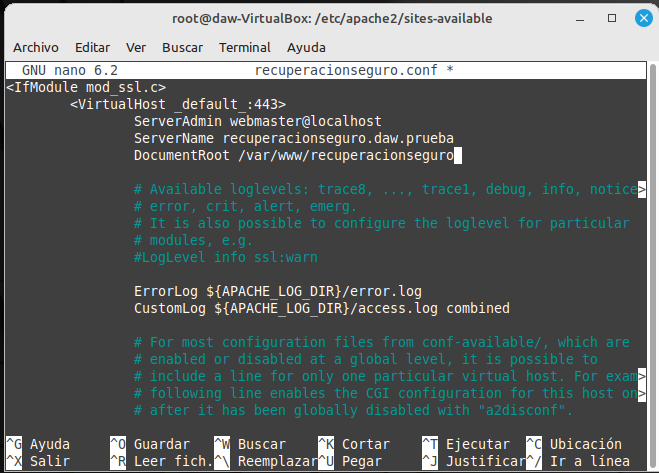 root@daw-VirtualBox: /etc/apache2/sites-available
Archivo Editar Ver Buscar Terminal Ayuda
GNU nano 6.2 recuperacionseguro.conf *
<IfModule mod_ssl.c>
<VirtualHost _default_:443>
ServerAdmin webmaster@localhost
ServerName recuperacionseguro.daw.prueba
DocumentRoot /var/www/recuperacionseguro
# Available loglevels: trace8, ..., trace1, debug, info, notice>
# error, crit, alert, emerg.
# It is also possible to configure the loglevel for particular
# modules, e.g.
#LogLevel info ssl:warn
ErrorLog ${APACHE_LOG_DIR}/error.log
CustomLog ${APACHE_LOG_DIR}/access.log combined
# For most configuration files from conf-available/, which are
# enabled or disabled at a global level, it is possible to
# include a line for only one particular virtual host. For exam>
# following line enables the CGI configuration for this host on>
# after it has been globally disabled with "a2disconf".
^G Ayuda ^O Guardar ^W Buscar ^K Cortar ^T Ejecutar ^C Ubicación
^X Salir ^R Leer fich. ^\ Reemplazar ^U Pegar ^J Justificar ^/ Ir a línea